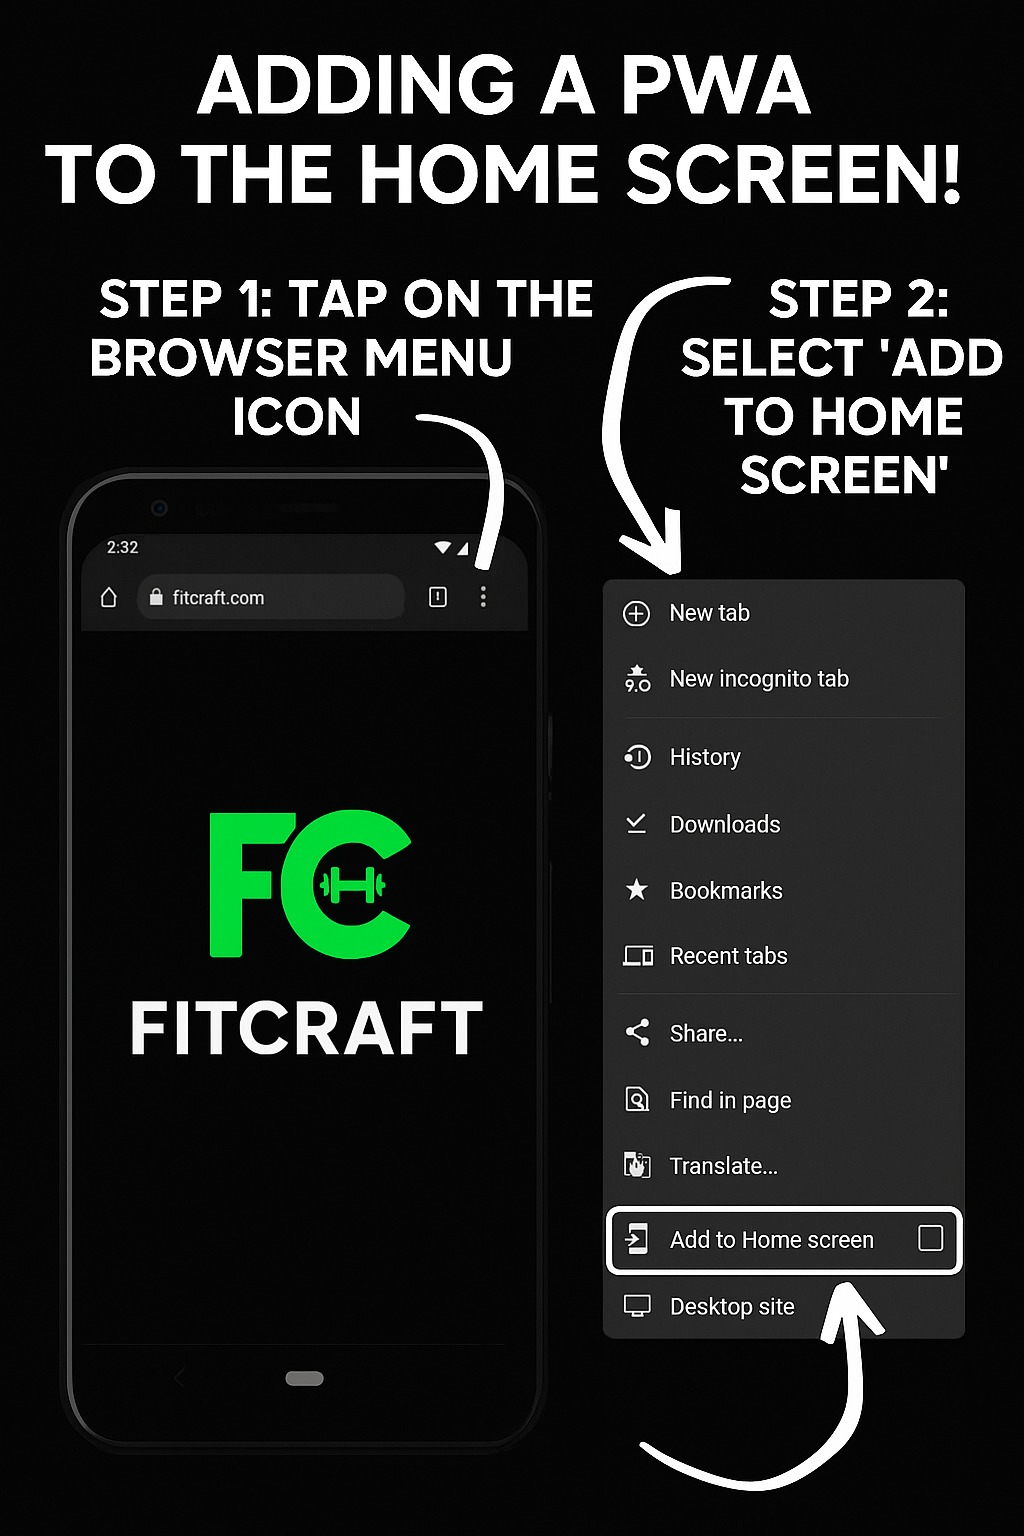 ADDING A PWA
TO THE HOME SCREEN!
STEP 1: TAP ON THE
BROWSER MENU
ICON
STEP 2:
SELECT 'ADD
TO HOME
SCREEN'
2:32
fitcraft.com
FC
FITCRAFT
New tab
9.0
New incognito tab
History
Downloads
Bookmarks
Recent tabs
Share...
Find in page
Translate...
Add to Home screen
Desktop site